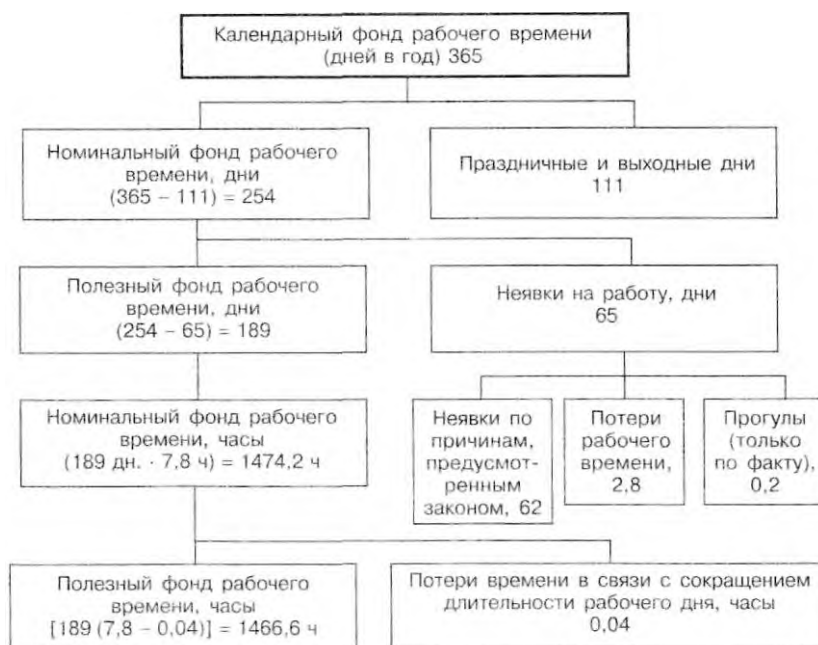 Календарный фонд рабочего времени
(дней в год) 365
Номинальный фонд рабочего
времени, дни
(365 – 111) = 254
Праздничные и выходные дни
111
Полезный фонд рабочего
времени, дни
(254 – 65) = 189
Неявки на работу, дни
65
Номинальный фонд рабочего
времени, часы
(189 дн. · 7,8 ч) = 1474,2 ч
Неявки по
причинам,
предусмот-
ренным
законом, 62
Потери
рабочего
времени,
2,8
Прогулы
(только
по факту),
0,2
Полезный фонд рабочего
времени, часы
[189 (7,8 – 0,04)] = 1466,6 ч
Потери времени в связи с сокращением
длительности рабочего дня, часы
0,04